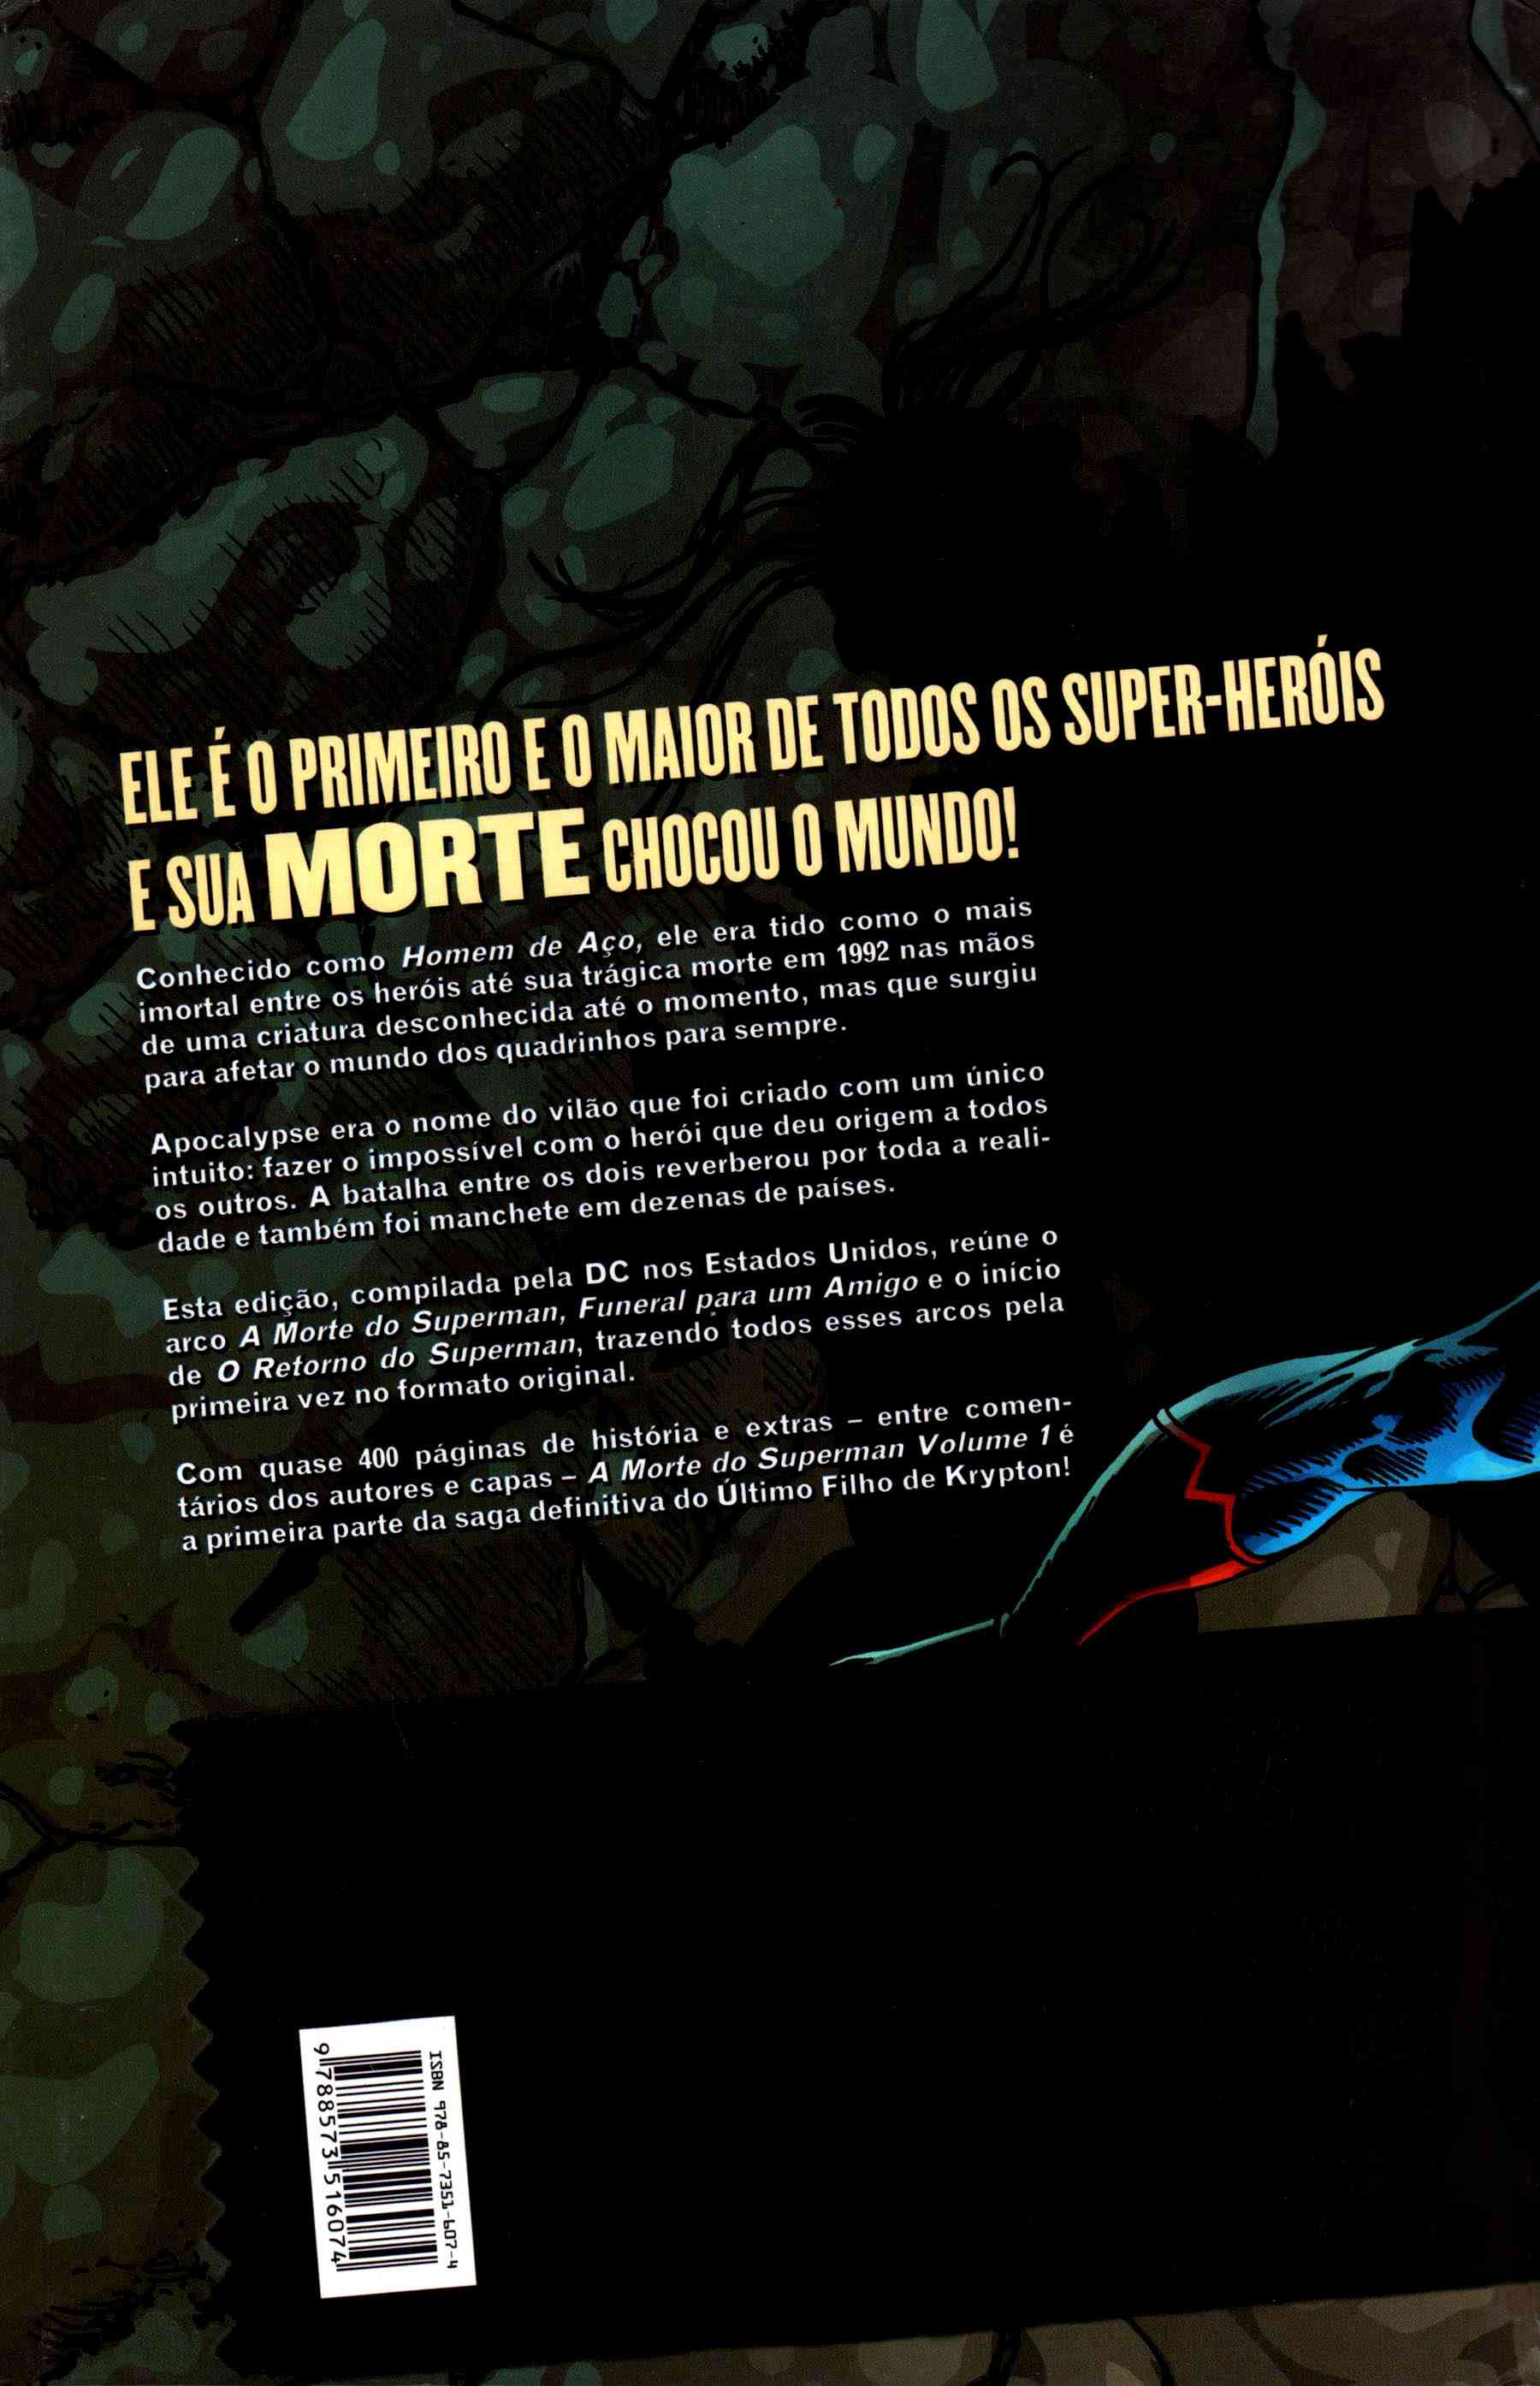 ELE É O PRIMEIRO E O MAIOR DE TODOS OS SUPER-HERÓIS
E SUA MORTE CHOCOU O MUNDO!
Conhecido como Homem de Aço, ele era tido como o mais
imortal entre os heróis até sua trágica morte em 1992 nas mãos
de uma criatura desconhecida até o momento, mas que surgiu
para afetar o mundo dos quadrinhos para sempre.
Apocalypse era o nome do vilão que foi criado com um único
intuito: fazer o impossível com o herói que deu origem a todos
os outros. A batalha entre os dois reverberou por toda a reali-
dade e também foi manchete em dezenas de países.
Esta edição, compilada pela DC nos Estados Unidos, reúne o
arco A Morte do Superman, Funeral para um Amigo e o início
de O Retorno do Superman, trazendo todos esses arcos pela
primeira vez no formato original.
Com quase 400 páginas de história e extras – entre comen-
tários dos autores e capas – A Morte do Superman Volume 1 é
a primeira parte da saga definitiva do Último Filho de Krypton!
ISBN 978-85-7351-607-4
9 788573 516074